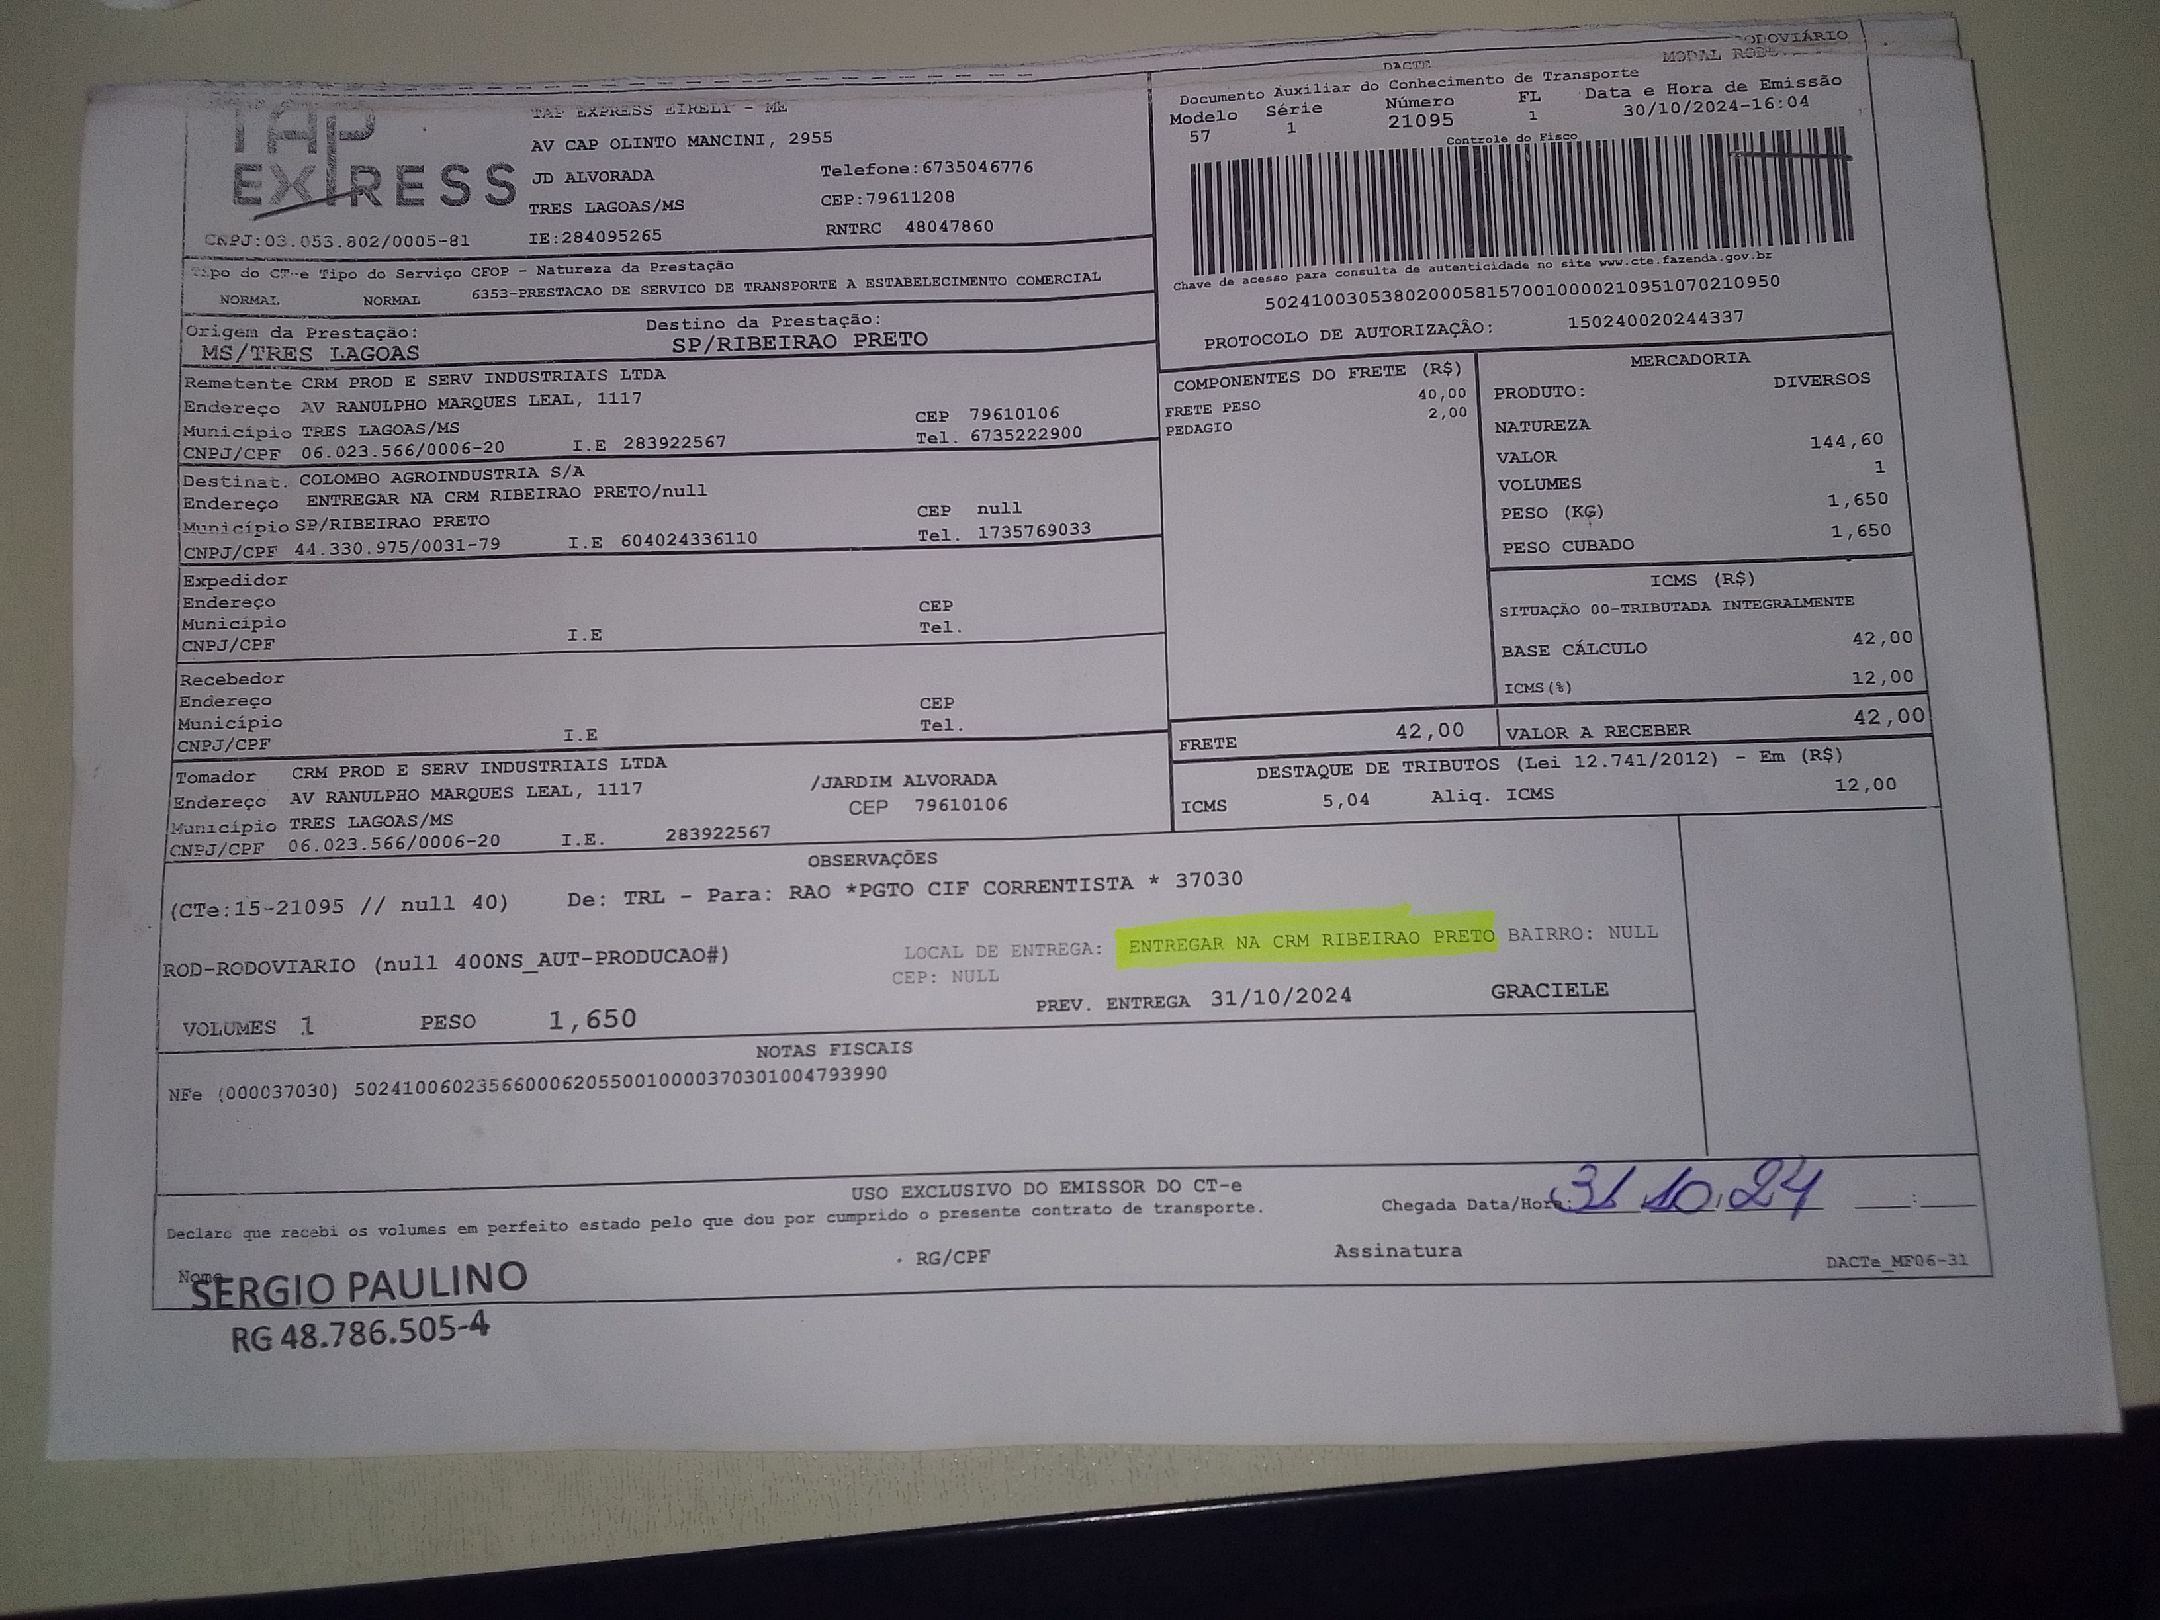 DACTE
MODAL RODOVIÁRIO
TAP
EXPRESS
TAP EXPRESS EIRELI - ME
AV CAP OLINTO MANCINI, 2955
JD ALVORADA Telefone:6735046776
TRES LAGOAS/MS CEP:79611208
CNPJ:03.053.802/0005-81 IE:284095265 RNTRC 48047860
Documento Auxiliar do Conhecimento de Transporte
Modelo Série Número FL Data e Hora de Emissão
57 1 21095 1 30/10/2024-16:04
Controle do Fisco
Chave de acesso para consulta de autenticidade no site www.cte.fazenda.gov.br
50241003053802000581570010000210951070210950
PROTOCOLO DE AUTORIZAÇÃO: 150240020244337
Tipo do CT-e Tipo do Serviço CFOP - Natureza da Prestação
NORMAL NORMAL 6353-PRESTACAO DE SERVICO DE TRANSPORTE A ESTABELECIMENTO COMERCIAL
Origem da Prestação: Destino da Prestação:
MS/TRES LAGOAS SP/RIBEIRAO PRETO
Remetente CRM PROD E SERV INDUSTRIAIS LTDA
Endereço AV RANULPHO MARQUES LEAL, 1117
Município TRES LAGOAS/MS CEP 79610106
CNPJ/CPF 06.023.566/0006-20 I.E 283922567 Tel. 6735222900
Destinat. COLOMBO AGROINDUSTRIA S/A
Endereço ENTREGAR NA CRM RIBEIRAO PRETO/null
Município SP/RIBEIRAO PRETO CEP null
CNPJ/CPF 44.330.975/0031-79 I.E 604024336110 Tel. 1735769033
Expedidor
Endereço
Município CEP
CNPJ/CPF I.E Tel.
Recebedor
Endereço
Município CEP
CNPJ/CPF I.E Tel.
Tomador CRM PROD E SERV INDUSTRIAIS LTDA
Endereço AV RANULPHO MARQUES LEAL, 1117 /JARDIM ALVORADA
Município TRES LAGOAS/MS CEP 79610106
CNPJ/CPF 06.023.566/0006-20 I.E. 283922567
COMPONENTES DO FRETE (R$)
FRETE PESO 40,00
PEDAGIO 2,00
MERCADORIA
PRODUTO: DIVERSOS
NATUREZA
VALOR 144,60
VOLUMES 1
PESO (KG) 1,650
PESO CUBADO 1,650
ICMS (R$)
SITUAÇÃO 00-TRIBUTADA INTEGRALMENTE
BASE CÁLCULO 42,00
ICMS(%) 12,00
FRETE 42,00 VALOR A RECEBER 42,00
DESTAQUE DE TRIBUTOS (Lei 12.741/2012) - Em (R$)
ICMS 5,04 Aliq. ICMS 12,00
OBSERVAÇÕES
(CTe:15-21095 // null 40) De: TRL - Para: RAO *PGTO CIF CORRENTISTA * 37030
ROD-RODOVIARIO (null 400NS_AUT-PRODUCAO#) LOCAL DE ENTREGA: ENTREGAR NA CRM RIBEIRAO PRETO BAIRRO: NULL
CEP: NULL
VOLUMES 1 PESO 1,650 PREV. ENTREGA 31/10/2024 GRACIELE
NOTAS FISCAIS
NFe (000037030) 50241006023566000620550010000370301004793990
USO EXCLUSIVO DO EMISSOR DO CT-e
Declaro que recebi os volumes em perfeito estado pelo que dou por cumprido o presente contrato de transporte.
Chegada Data/Hora: 31 10 24 :
Nome RG/CPF Assinatura DACTe_MF06-31
SERGIO PAULINO
RG 48.786.505-4